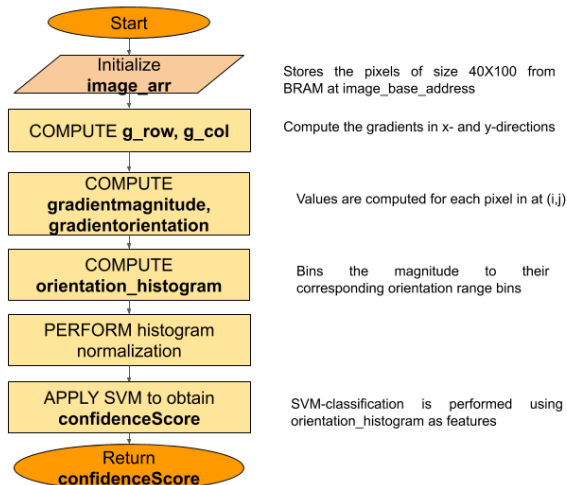 Start
Initialize
image_arr
Stores the pixels of size 40X100 from
BRAM at image_base_address
COMPUTE g_row, g_col
Compute the gradients in x- and y-directions
COMPUTE
gradientmagnitude,
gradientorientation
Values are computed for each pixel in at (i,j)
COMPUTE
orientation_histogram
Bins the magnitude to their
corresponding orientation range bins
PERFORM histogram
normalization
APPLY SVM to obtain
confidenceScore
SVM-classification is performed using
orientation_histogram as features
Return
confidenceScore